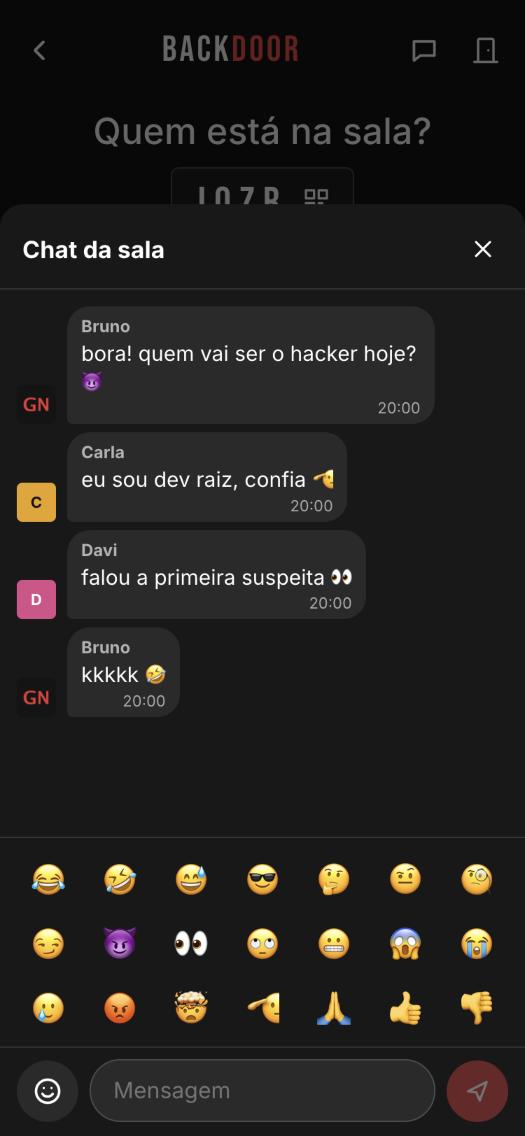 BACKDOOR
Quem está na sala?
Chat da sala
Bruno
bora! quem vai ser o hacker hoje?
😈
GN
20:00
Carla
eu sou dev raiz, confia 🫡
C
20:00
Davi
falou a primeira suspeita 👀
D
20:00
Bruno
kkkkk 🤣
GN
20:00
Mensagem